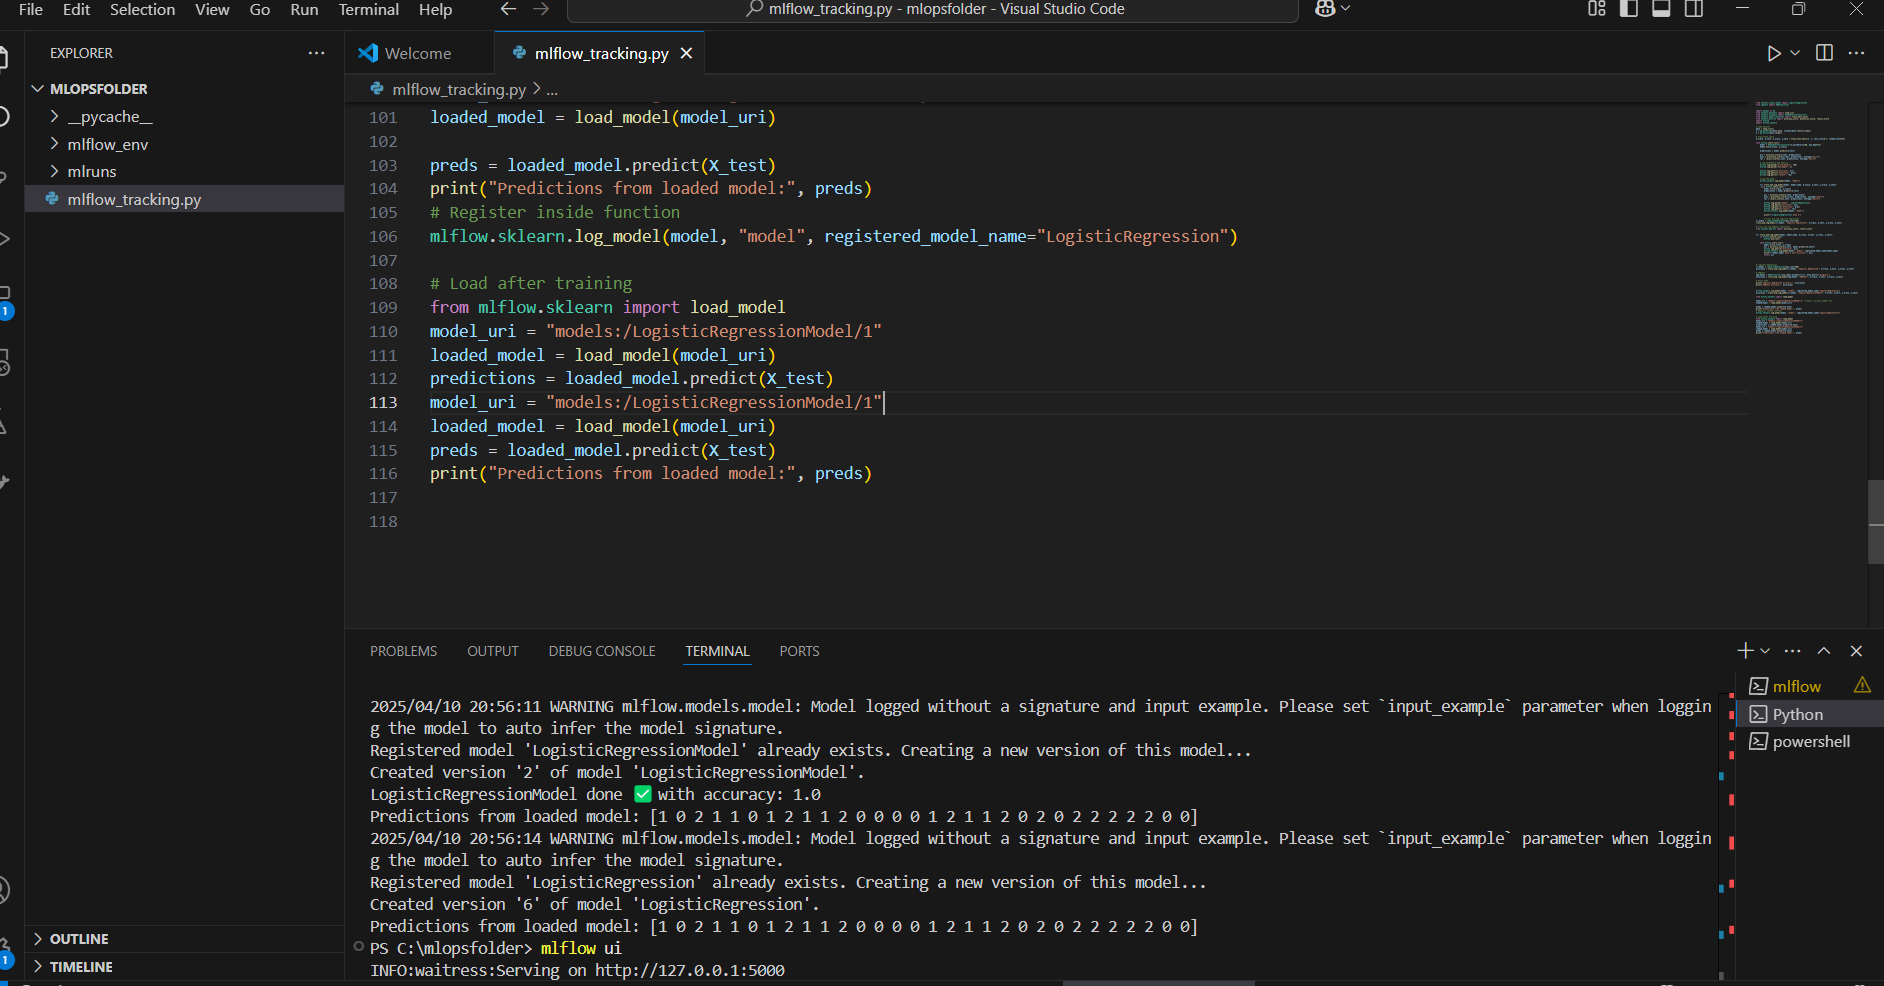 File Edit Selection View Go Run Terminal Help
mlflow_tracking.py - mlopsfolder - Visual Studio Code
EXPLORER
MLOPSFOLDER
__pycache__
mlflow_env
mlruns
mlflow_tracking.py
OUTLINE
TIMELINE
1
1
Welcome
mlflow_tracking.py
mlflow_tracking.py > ...
101 loaded_model = load_model(model_uri)
102
103 preds = loaded_model.predict(X_test)
104 print("Predictions from loaded model:", preds)
105 # Register inside function
106 mlflow.sklearn.log_model(model, "model", registered_model_name="LogisticRegression")
107
108 # Load after training
109 from mlflow.sklearn import load_model
110 model_uri = "models:/LogisticRegressionModel/1"
111 loaded_model = load_model(model_uri)
112 predictions = loaded_model.predict(X_test)
113 model_uri = "models:/LogisticRegressionModel/1"
114 loaded_model = load_model(model_uri)
115 preds = loaded_model.predict(X_test)
116 print("Predictions from loaded model:", preds)
117
118
PROBLEMS OUTPUT DEBUG CONSOLE TERMINAL PORTS
2025/04/10 20:56:11 WARNING mlflow.models.model: Model logged without a signature and input example. Please set `input_example` parameter when loggin
g the model to auto infer the model signature.
Registered model 'LogisticRegressionModel' already exists. Creating a new version of this model...
Created version '2' of model 'LogisticRegressionModel'.
LogisticRegressionModel done ✅ with accuracy: 1.0
Predictions from loaded model: [1 0 2 1 1 0 1 2 1 1 2 0 0 0 0 1 2 1 1 2 0 2 0 2 2 2 2 2 0 0]
2025/04/10 20:56:14 WARNING mlflow.models.model: Model logged without a signature and input example. Please set `input_example` parameter when loggin
g the model to auto infer the model signature.
Registered model 'LogisticRegression' already exists. Creating a new version of this model...
Created version '6' of model 'LogisticRegression'.
Predictions from loaded model: [1 0 2 1 1 0 1 2 1 1 2 0 0 0 0 1 2 1 1 2 0 2 0 2 2 2 2 2 0 0]
PS C:\mlopsfolder> mlflow ui
INFO:waitress:Serving on http://127.0.0.1:5000
mlflow
Python
powershell